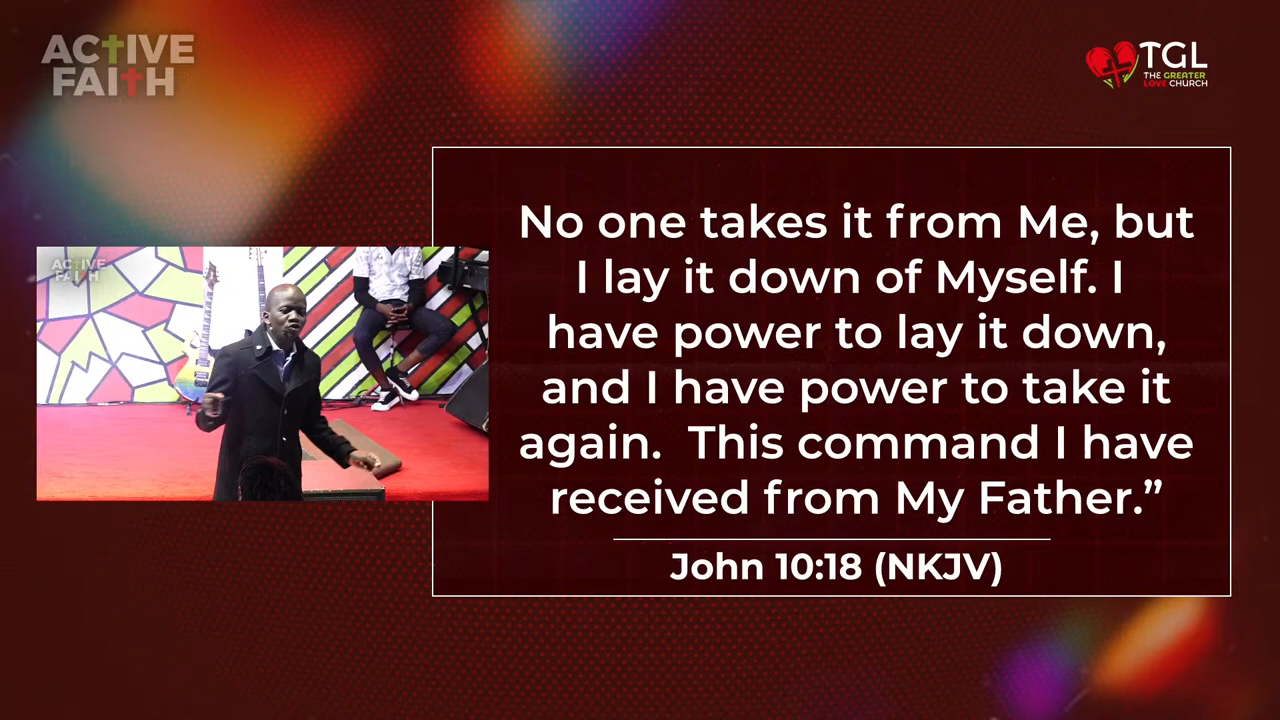 ACTIVE
FAITH
TGL
THE GREATER
LOVE CHURCH
ACTIVE
FAITH
No one takes it from Me, but
I lay it down of Myself. I
have power to lay it down,
and I have power to take it
again.  This command I have
received from My Father.”
John 10:18 (NKJV)